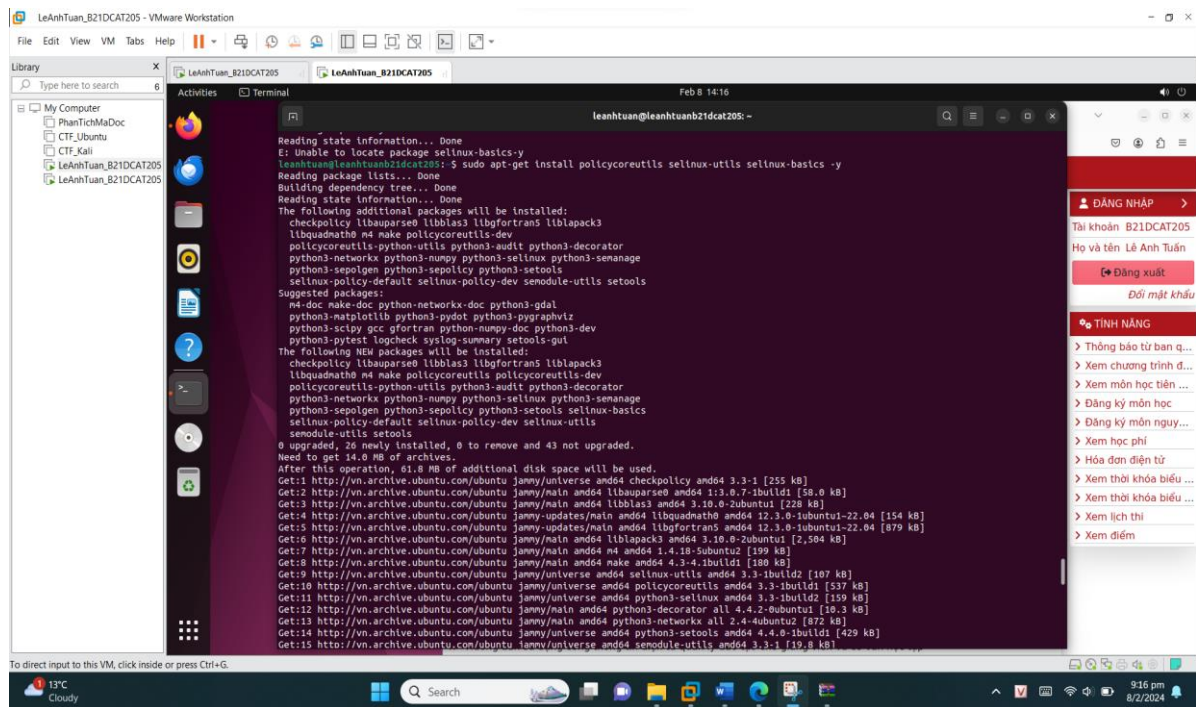 LeAnhTuan_B21DCAT205 - VMware Workstation
File Edit View VM Tabs Help
Library X
Type here to search 6
My Computer
PhanTichMaDoc
CTF_Ubuntu
CTF_Kali
LeAnhTuan_B21DCAT205
LeAnhTuan_B21DCAT205
LeAnhTuan_B21DCAT205
LeAnhTuan_B21DCAT205
Activities Terminal Feb 8 14:16
leanhtuan@leanhtuanb21dcat205: ~
Reading state information... Done
E: Unable to locate package selinux-basics-y
leanhtuan@leanhtuanb21dcat205:~$ sudo apt-get install policycoreutils selinux-utils selinux-basics -y
Reading package lists... Done
Building dependency tree... Done
Reading state information... Done
The following additional packages will be installed:
checkpolicy libauparse0 libblas3 libgfortran5 liblapack3
libquadmath0 m4 make policycoreutils-dev
policycoreutils-python-utils python3-audit python3-decorator
python3-networkx python3-numpy python3-selinux python3-semanage
python3-sepolgen python3-sepolicy python3-setools
selinux-policy-default selinux-policy-dev semodule-utils setools
Suggested packages:
m4-doc make-doc python-networkx-doc python3-gdal
python3-matplotlib python3-pydot python3-pygraphviz
python3-scipy gcc gfortran python-numpy-doc python3-dev
python3-pytest logcheck syslog-summary setools-gui
The following NEW packages will be installed:
checkpolicy libauparse0 libblas3 libgfortran5 liblapack3
libquadmath0 m4 make policycoreutils policycoreutils-dev
policycoreutils-python-utils python3-audit python3-decorator
python3-networkx python3-numpy python3-selinux python3-semanage
python3-sepolgen python3-sepolicy python3-setools selinux-basics
selinux-policy-default selinux-policy-dev selinux-utils
semodule-utils setools
0 upgraded, 26 newly installed, 0 to remove and 43 not upgraded.
Need to get 14.0 MB of archives.
After this operation, 61.8 MB of additional disk space will be used.
Get:1 http://vn.archive.ubuntu.com/ubuntu jammy/universe amd64 checkpolicy amd64 3.3-1 [255 kB]
Get:2 http://vn.archive.ubuntu.com/ubuntu jammy/main amd64 libauparse0 amd64 1:3.0.7-1build1 [58.0 kB]
Get:3 http://vn.archive.ubuntu.com/ubuntu jammy/main amd64 libblas3 amd64 3.10.0-2ubuntu1 [228 kB]
Get:4 http://vn.archive.ubuntu.com/ubuntu jammy-updates/main amd64 libquadmath0 amd64 12.3.0-1ubuntu1~22.04 [154 kB]
Get:5 http://vn.archive.ubuntu.com/ubuntu jammy-updates/main amd64 libgfortran5 amd64 12.3.0-1ubuntu1~22.04 [879 kB]
Get:6 http://vn.archive.ubuntu.com/ubuntu jammy/main amd64 liblapack3 amd64 3.10.0-2ubuntu1 [2,504 kB]
Get:7 http://vn.archive.ubuntu.com/ubuntu jammy/main amd64 m4 amd64 1.4.18-5ubuntu2 [199 kB]
Get:8 http://vn.archive.ubuntu.com/ubuntu jammy/main amd64 make amd64 4.3-4.1build1 [180 kB]
Get:9 http://vn.archive.ubuntu.com/ubuntu jammy/universe amd64 selinux-utils amd64 3.3-1build2 [107 kB]
Get:10 http://vn.archive.ubuntu.com/ubuntu jammy/universe amd64 policycoreutils amd64 3.3-1build1 [537 kB]
Get:11 http://vn.archive.ubuntu.com/ubuntu jammy/universe amd64 python3-selinux amd64 3.3-1build2 [159 kB]
Get:12 http://vn.archive.ubuntu.com/ubuntu jammy/main amd64 python3-decorator all 4.4.2-0ubuntu1 [10.3 kB]
Get:13 http://vn.archive.ubuntu.com/ubuntu jammy/main amd64 python3-networkx all 2.4-4ubuntu2 [872 kB]
Get:14 http://vn.archive.ubuntu.com/ubuntu jammy/universe amd64 python3-setools amd64 4.4.0-1build1 [429 kB]
Get:15 http://vn.archive.ubuntu.com/ubuntu jammy/universe amd64 semodule-utils amd64 3.3-1 [19.8 kB]
ĐĂNG NHẬP
Tài khoản B21DCAT205
Họ và tên Lê Anh Tuấn
Đăng xuất
Đổi mật khẩu
TÍNH NĂNG
Thông báo từ ban q...
Xem chương trình đ...
Xem môn học tiên ...
Đăng ký môn học
Đăng ký môn nguy...
Xem học phí
Hóa đơn điện tử
Xem thời khóa biểu ...
Xem thời khóa biểu ...
Xem lịch thi
Xem điểm
To direct input to this VM, click inside or press Ctrl+G.
1
13°C
Cloudy
Search
V
9:16 pm
8/2/2024